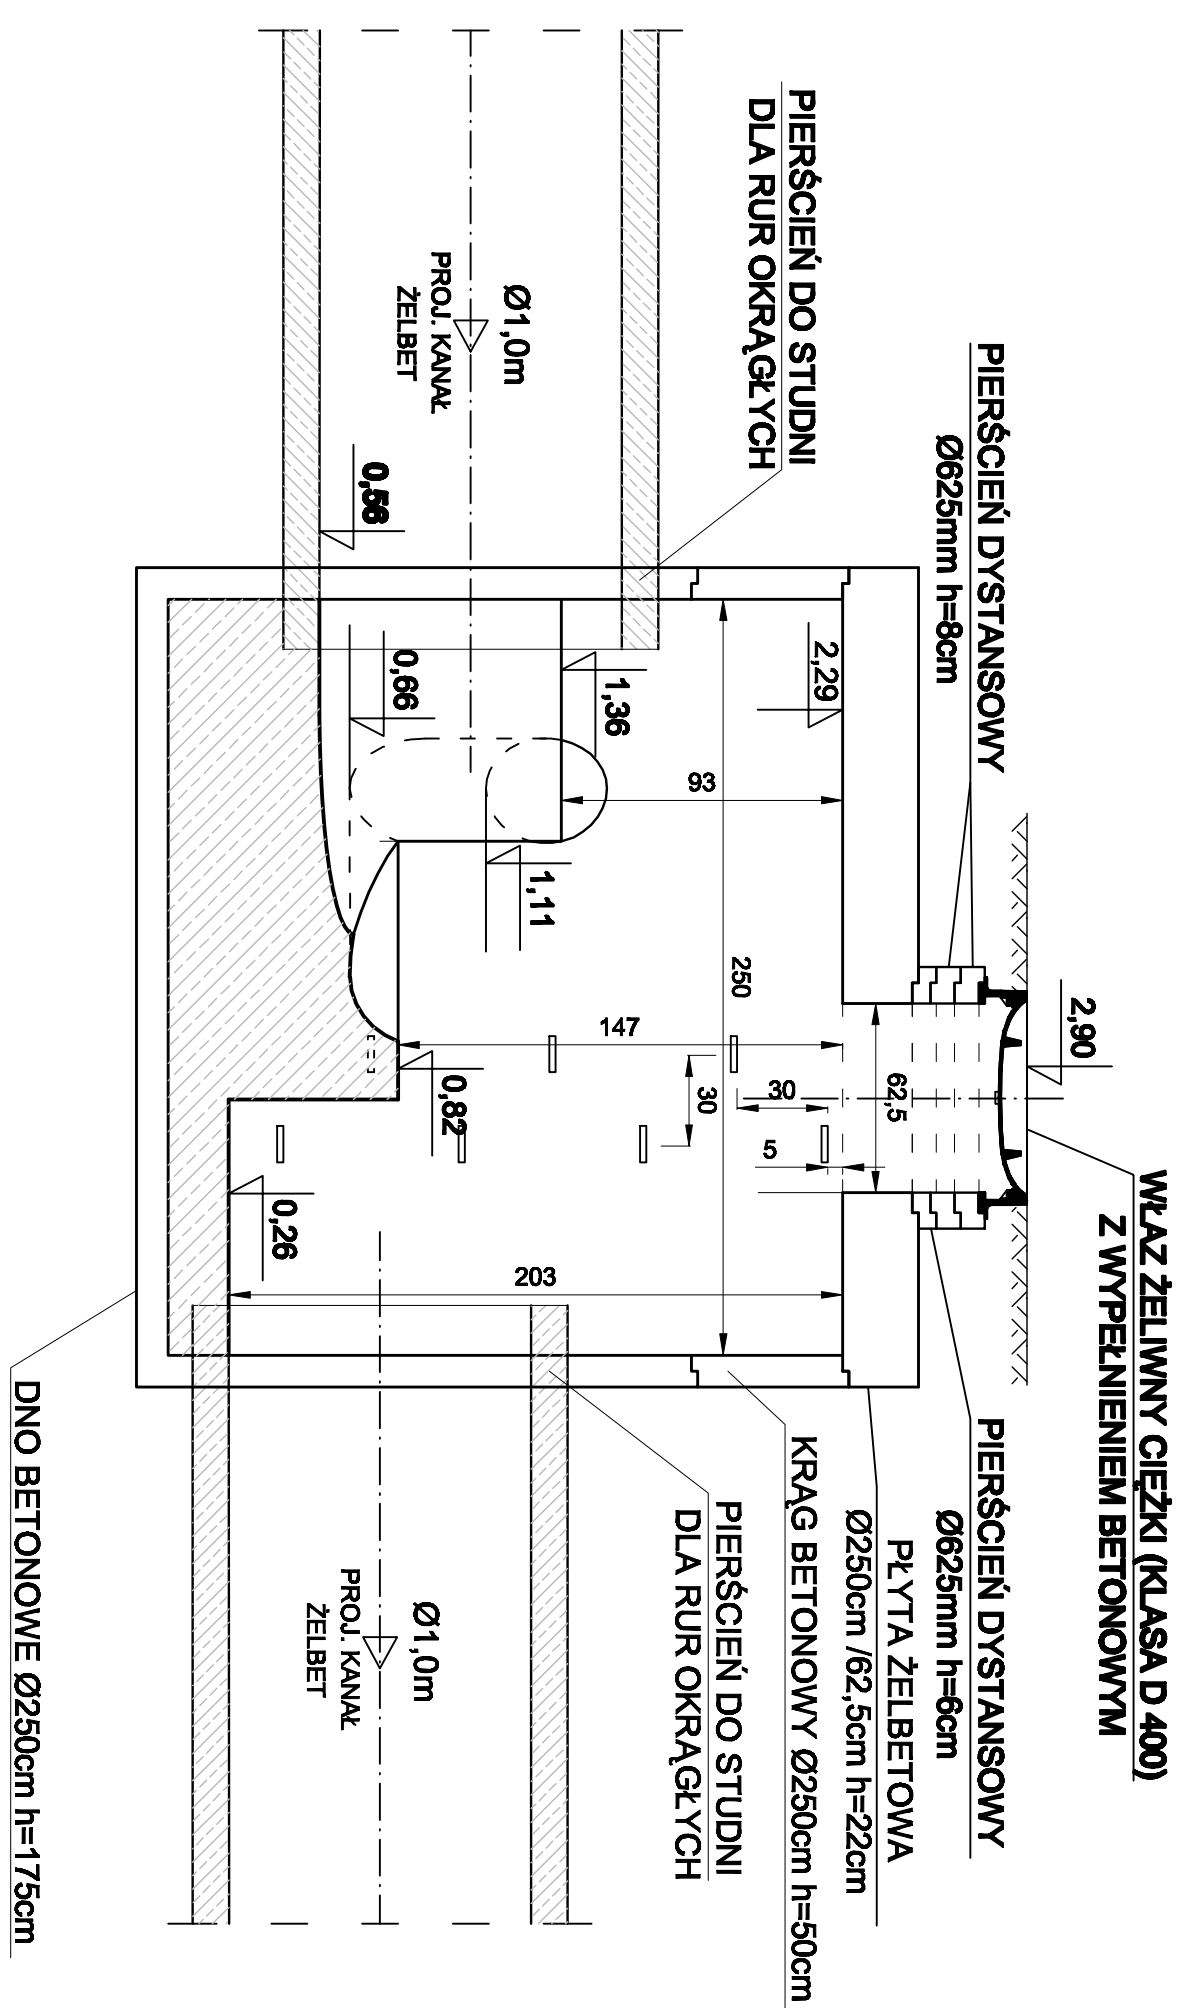 WŁAZ ŻELIWNY CIĘŻKI (KLASA D 400)
Z WYPEŁNIENIEM BETONOWYM
2,90
PIERŚCIEŃ DYSTANSOWY
Ø625mm h=8cm
PIERŚCIEŃ DYSTANSOWY
Ø625mm h=6cm
PŁYTA ŻELBETOWA
Ø250cm /62,5cm h=22cm
62,5
2,29
5
30
30
93
250
147
203
PIERŚCIEŃ DO STUDNI
DLA RUR OKRĄGŁYCH
KRĄG BETONOWY Ø250cm h=50cm
PIERŚCIEŃ DO STUDNI
DLA RUR OKRĄGŁYCH
1,36
1,11
Ø1,0m
PROJ. KANAŁ
ŻELBET
0,56
0,66
0,82
0,26
Ø1,0m
PROJ. KANAŁ
ŻELBET
DNO BETONOWE Ø250cm h=175cm